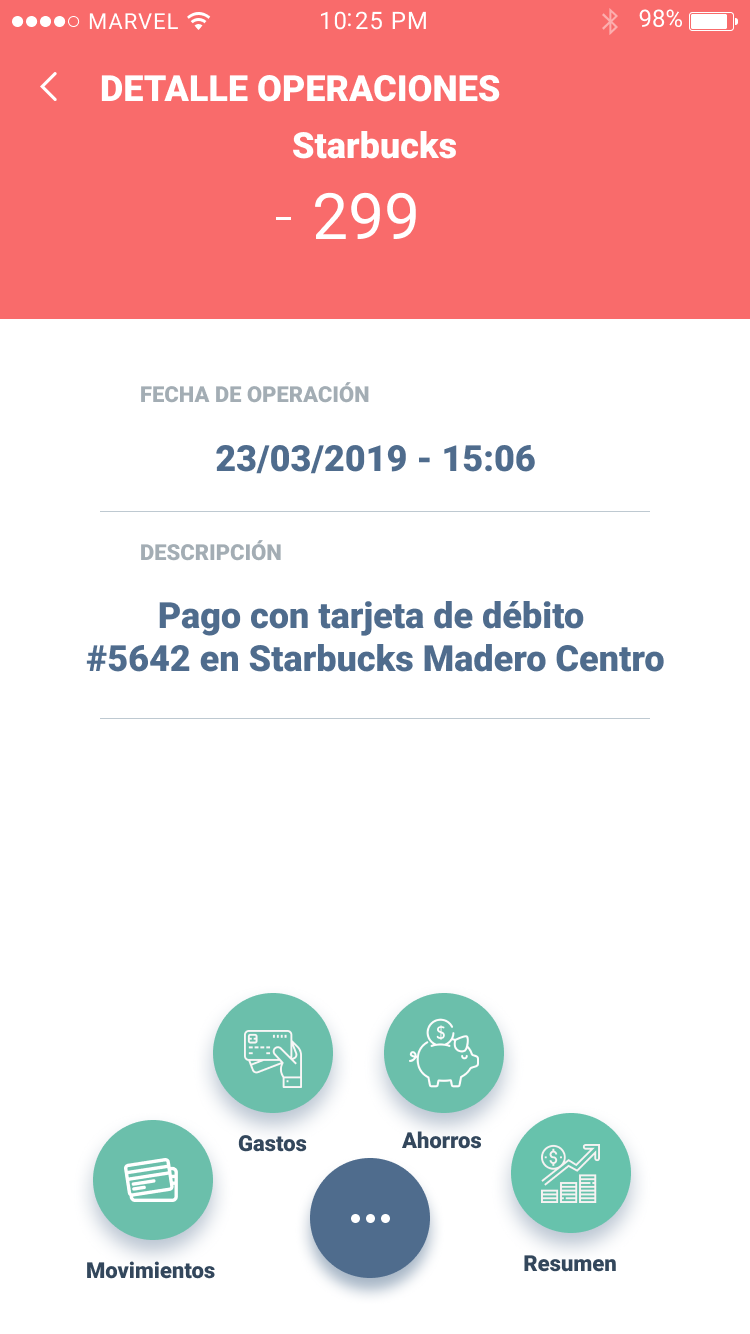 MARVEL 10:25 PM 98%
DETALLE OPERACIONES
Starbucks
- 299
FECHA DE OPERACIÓN
23/03/2019 - 15:06
DESCRIPCIÓN
Pago con tarjeta de débito
#5642 en Starbucks Madero Centro
Gastos
Ahorros
Movimientos
Resumen